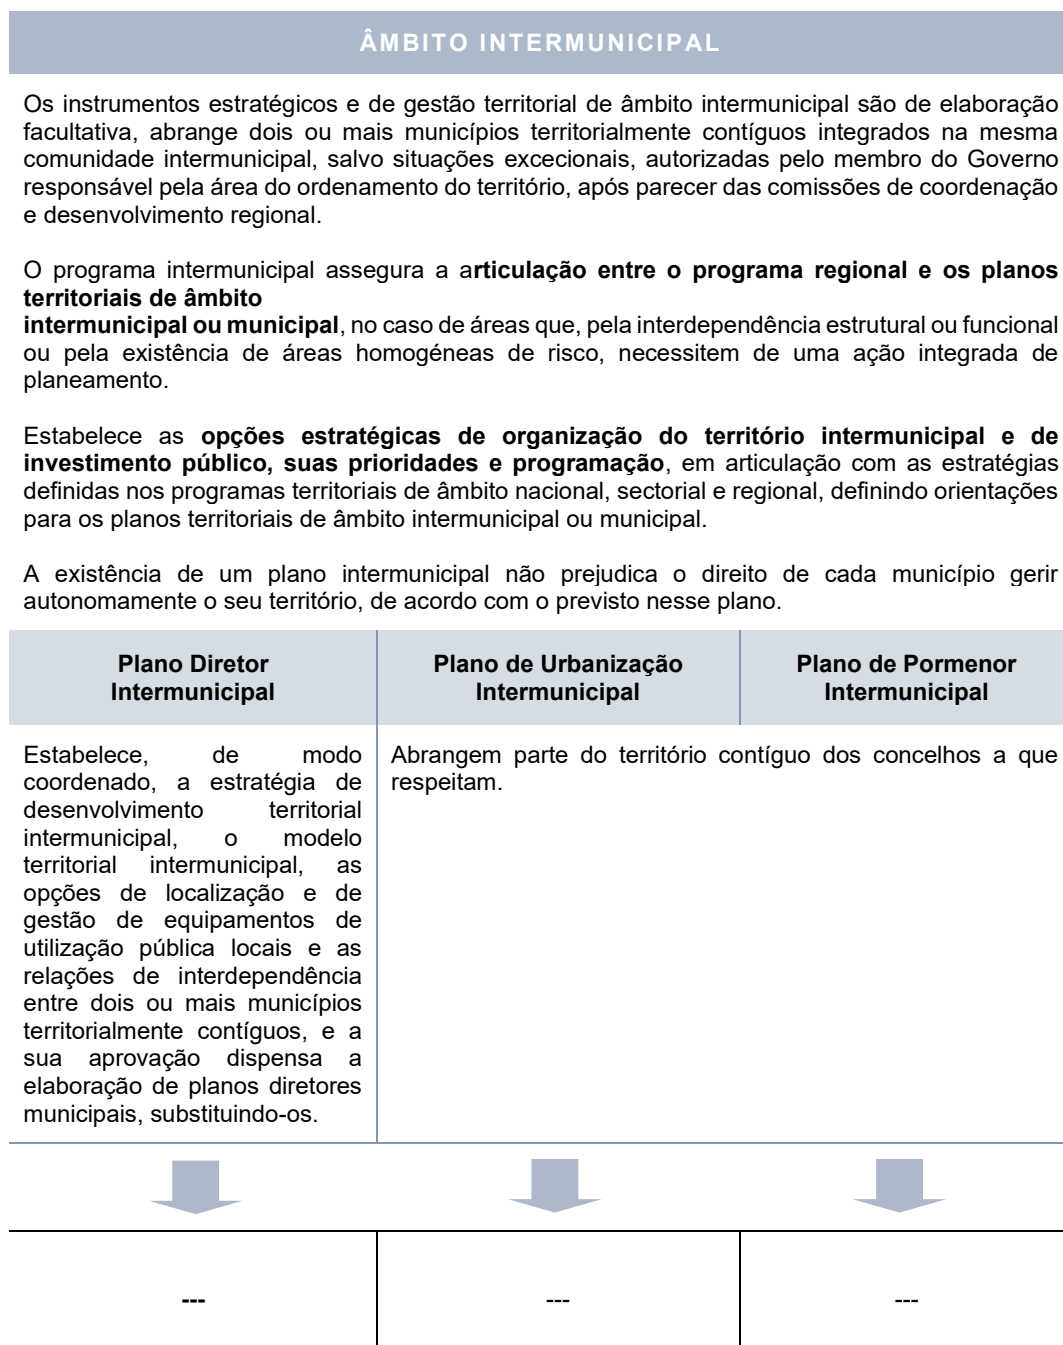 ÂMBITO INTERMUNICIPAL
Os instrumentos estratégicos e de gestão territorial de âmbito intermunicipal são de elaboração
facultativa, abrange dois ou mais municípios territorialmente contíguos integrados na mesma
comunidade intermunicipal, salvo situações excecionais, autorizadas pelo membro do Governo
responsável pela área do ordenamento do território, após parecer das comissões de coordenação
e desenvolvimento regional.
O programa intermunicipal assegura a articulação entre o programa regional e os planos
territoriais de âmbito
intermunicipal ou municipal, no caso de áreas que, pela interdependência estrutural ou funcional
ou pela existência de áreas homogéneas de risco, necessitem de uma ação integrada de
planeamento.
Estabelece as opções estratégicas de organização do território intermunicipal e de
investimento público, suas prioridades e programação, em articulação com as estratégias
definidas nos programas territoriais de âmbito nacional, sectorial e regional, definindo orientações
para os planos territoriais de âmbito intermunicipal ou municipal.
A existência de um plano intermunicipal não prejudica o direito de cada município gerir
autonomamente o seu território, de acordo com o previsto nesse plano.
Plano Diretor
Intermunicipal
Plano de Urbanização
Intermunicipal
Plano de Pormenor
Intermunicipal
Estabelece, de modo
coordenado, a estratégia de
desenvolvimento territorial
intermunicipal, o modelo
territorial intermunicipal, as
opções de localização e de
gestão de equipamentos de
utilização pública locais e as
relações de interdependência
entre dois ou mais municípios
territorialmente contíguos, e a
sua aprovação dispensa a
elaboração de planos diretores
municipais, substituindo-os.
Abrangem parte do território contíguo dos concelhos a que
respeitam.
---
---
---